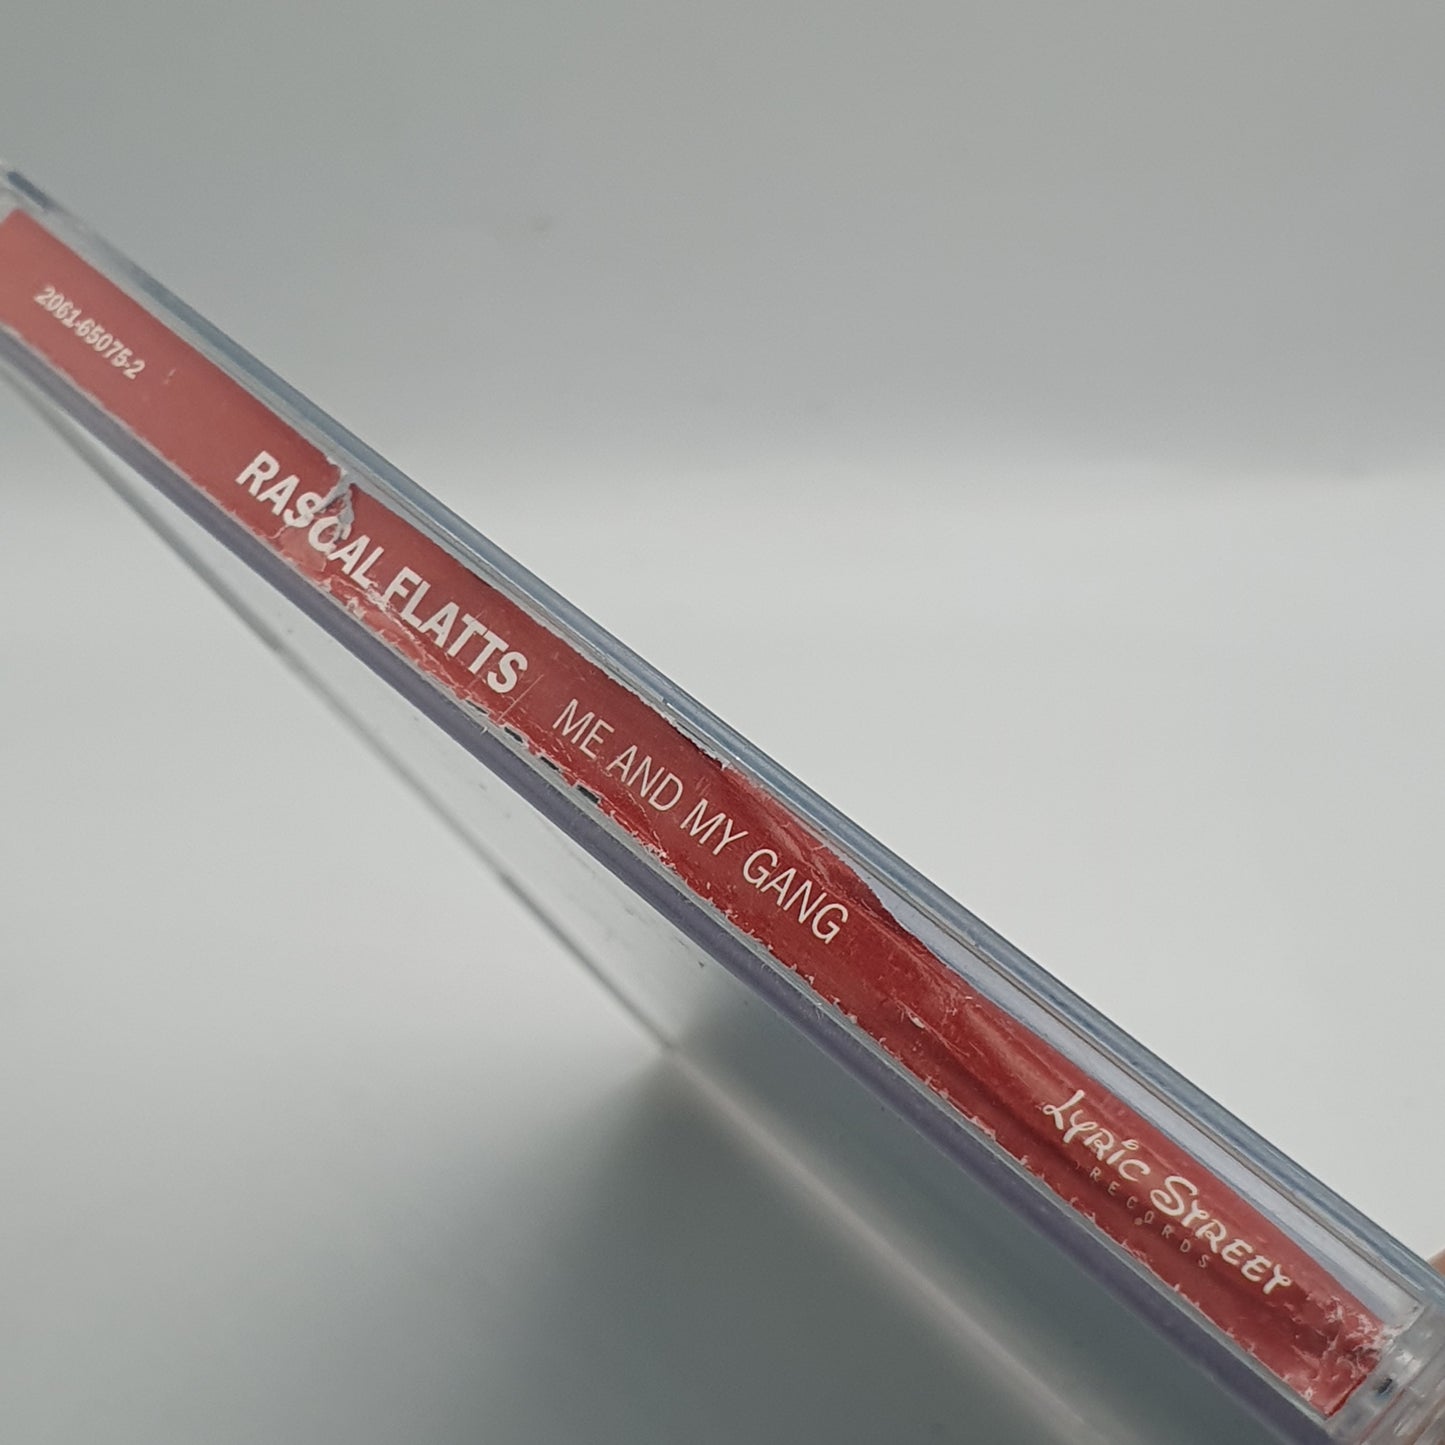 2061-65075-2 RASCAL FLATTS ME AND MY GANG LYRIC STREET
RECORDS